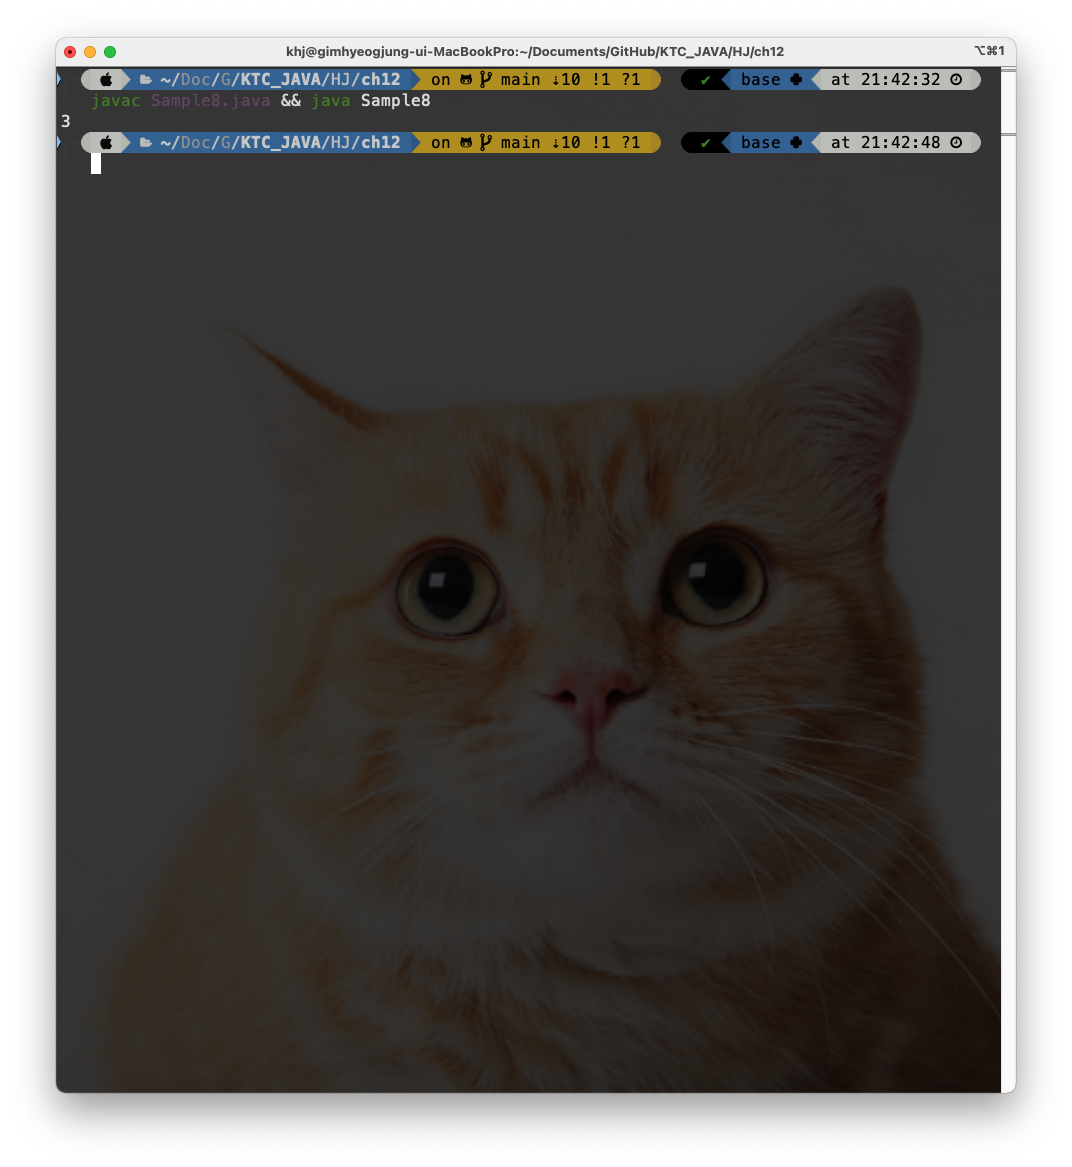 khj@gimhyeogjung-ui-MacBookPro:~/Documents/GitHub/KTC_JAVA/HJ/ch12 ⌥⌘1
~/Doc/G/KTC_JAVA/HJ/ch12 on main ⇣10 !1 ?1 ✔ base at 21:42:32
javac Sample8.java && java Sample8
3
~/Doc/G/KTC_JAVA/HJ/ch12 on main ⇣10 !1 ?1 ✔ base at 21:42:48